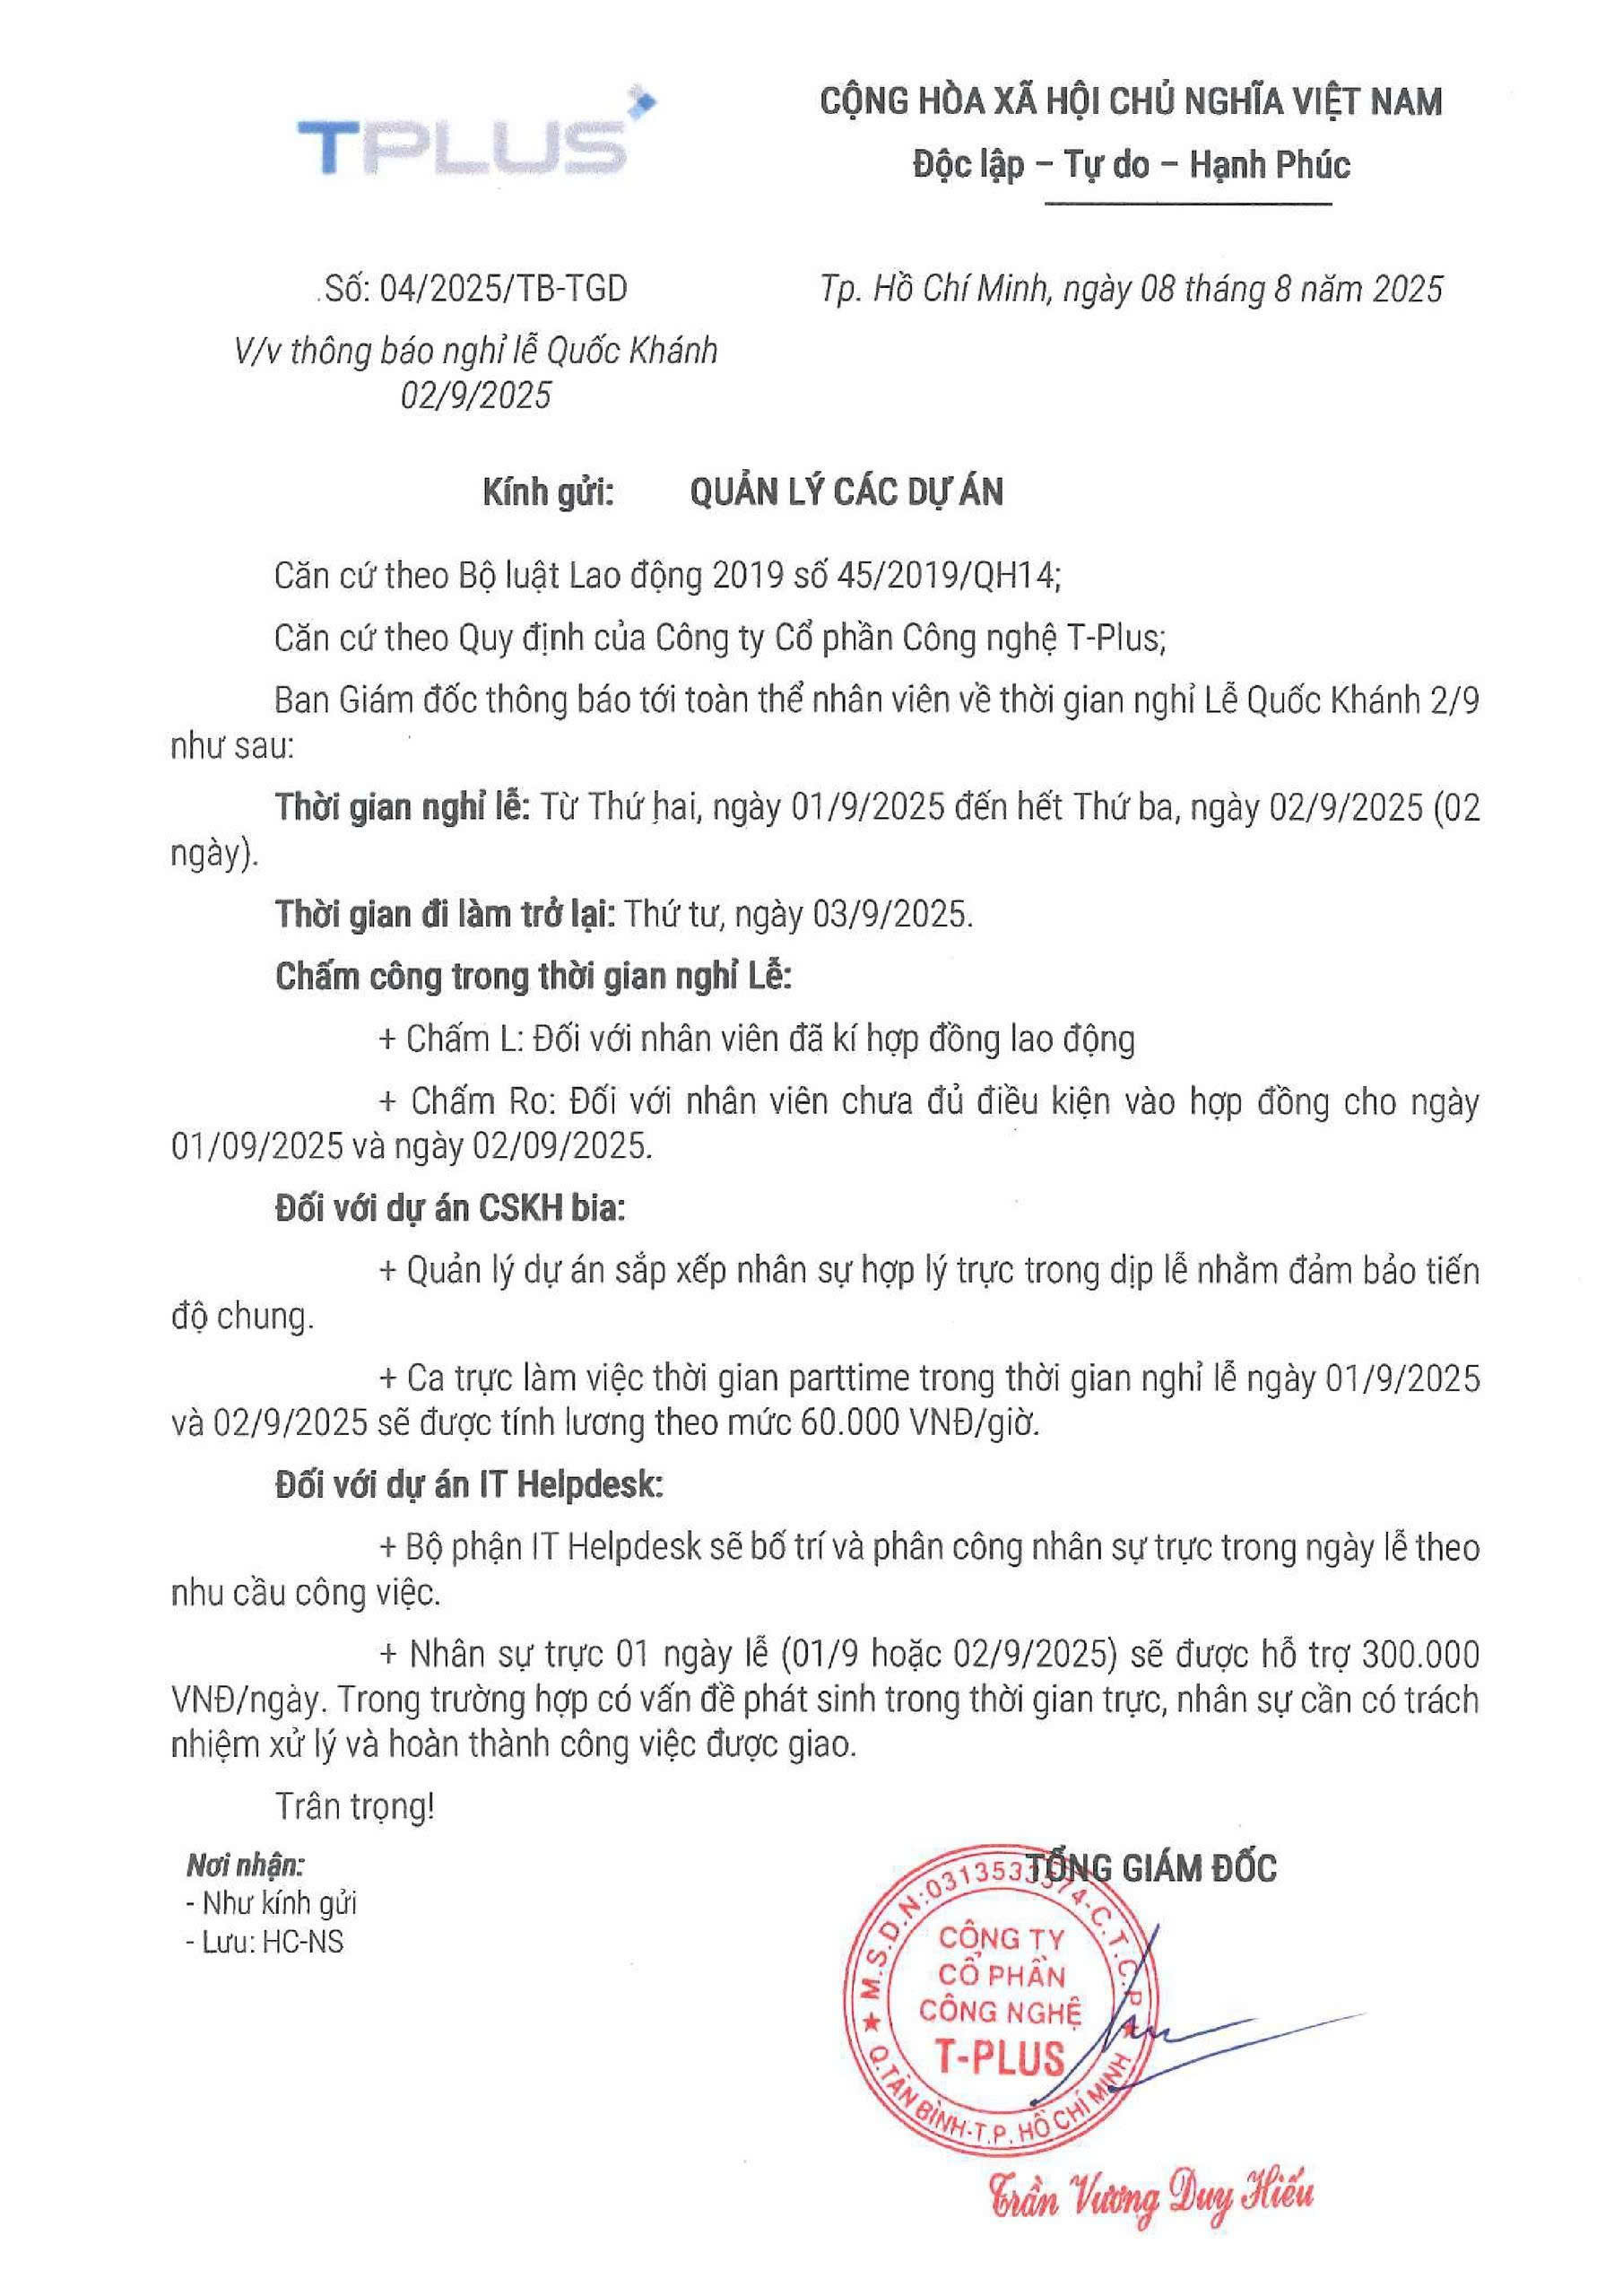 TPLUS
CỘNG HÒA XÃ HỘI CHỦ NGHĨA VIỆT NAM
Độc lập – Tự do – Hạnh Phúc
Số: 04/2025/TB-TGD
Tp. Hồ Chí Minh, ngày 08 tháng 8 năm 2025
V/v thông báo nghỉ lễ Quốc Khánh
02/9/2025
Kính gửi: QUẢN LÝ CÁC DỰ ÁN
Căn cứ theo Bộ luật Lao động 2019 số 45/2019/QH14;
Căn cứ theo Quy định của Công ty Cổ phần Công nghệ T-Plus;
Ban Giám đốc thông báo tới toàn thể nhân viên về thời gian nghỉ Lễ Quốc Khánh 2/9
như sau:
Thời gian nghỉ lễ: Từ Thứ hai, ngày 01/9/2025 đến hết Thứ ba, ngày 02/9/2025 (02
ngày).
Thời gian đi làm trở lại: Thứ tư, ngày 03/9/2025.
Chấm công trong thời gian nghỉ Lễ:
+ Chấm L: Đối với nhân viên đã kí hợp đồng lao động
+ Chấm Ro: Đối với nhân viên chưa đủ điều kiện vào hợp đồng cho ngày
01/09/2025 và ngày 02/09/2025.
Đối với dự án CSKH bia:
+ Quản lý dự án sắp xếp nhân sự hợp lý trực trong dịp lễ nhằm đảm bảo tiến
độ chung.
+ Ca trực làm việc thời gian parttime trong thời gian nghỉ lễ ngày 01/9/2025
và 02/9/2025 sẽ được tính lương theo mức 60.000 VNĐ/giờ.
Đối với dự án IT Helpdesk:
+ Bộ phận IT Helpdesk sẽ bố trí và phân công nhân sự trực trong ngày lễ theo
nhu cầu công việc.
+ Nhân sự trực 01 ngày lễ (01/9 hoặc 02/9/2025) sẽ được hỗ trợ 300.000
VNĐ/ngày. Trong trường hợp có vấn đề phát sinh trong thời gian trực, nhân sự cần có trách
nhiệm xử lý và hoàn thành công việc được giao.
Trân trọng!
Nơi nhận:
- Như kính gửi
- Lưu: HC-NS
TỔNG GIÁM ĐỐC
M.S.D.N:0313533574-C.T.C.P
CÔNG TY
CỔ PHẦN
CÔNG NGHỆ
T-PLUS
Q.TÂN BÌNH-T.P. HỒ CHÍ MINH
Trần Vương Duy Hiếu